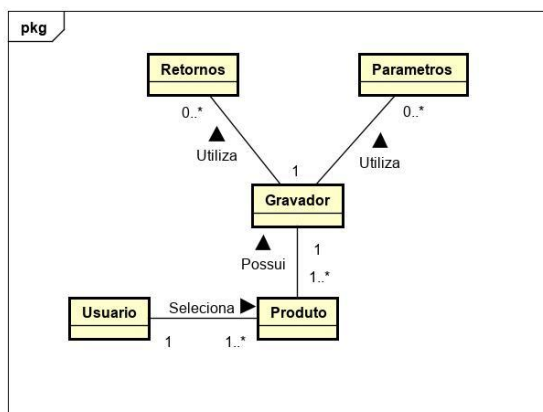 pkg
Retornos
Parametros
0..*
0..*
Utiliza
Utiliza
1
Gravador
1
Possui
1..*
Seleciona
Usuario
Produto
1
1..*